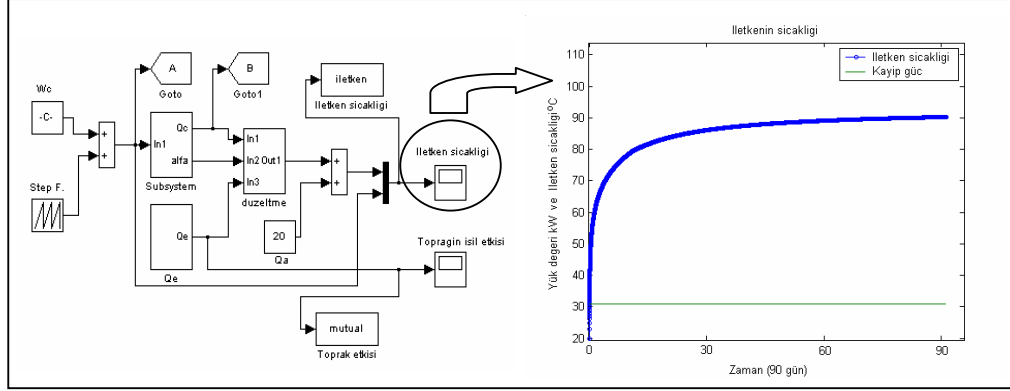 A
Goto
B
Goto1
Wc
-C-
+
+
Step F.
In1
Qc
alfa
Subsystem
Qe
Qe
In1
In2 Out1
In3
duzeltme
20
Qa
+
+
iletken
Iletken sicakligi
Iletken sicakligi
Topragin isil etkisi
mutual
Toprak etkisi
Iletkenin sicakligi
Iletken sicakligi
Kayip güc
Yük degeri kW ve Iletken sicakligi°C
110
100
90
80
70
60
50
40
30
20
0
30
60
90
Zaman (90 gün)